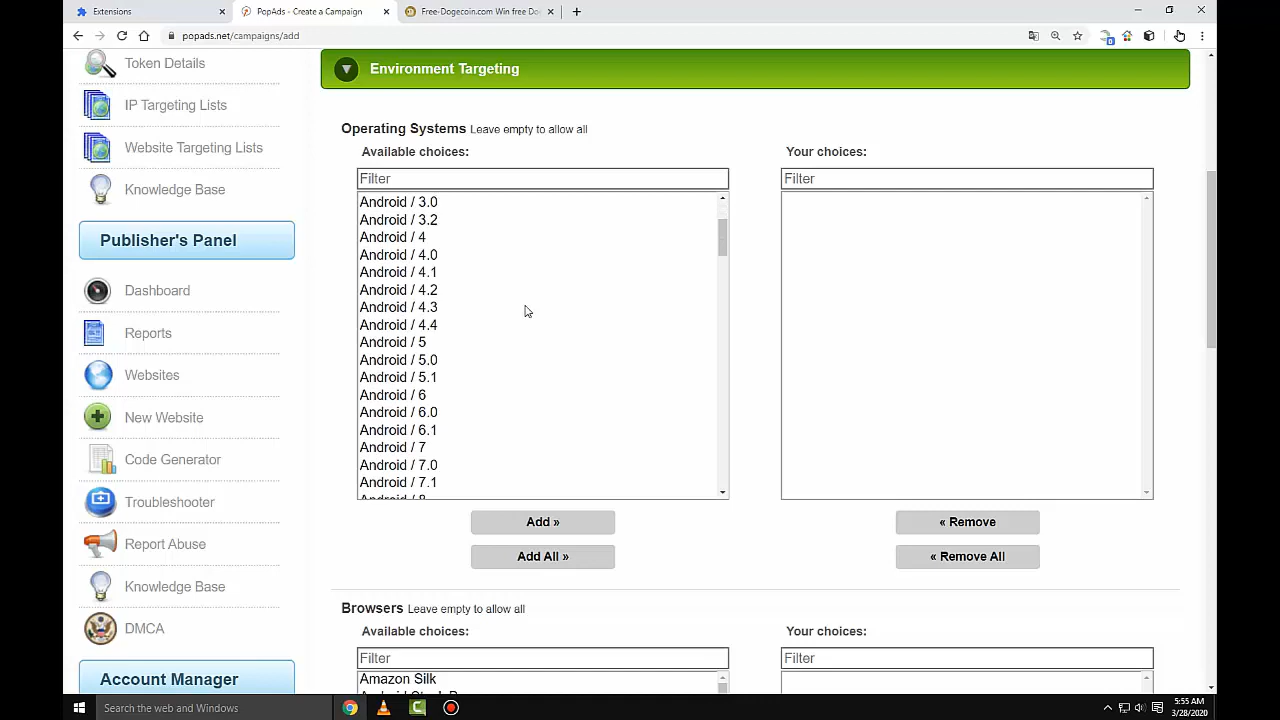 Extensions
PopAds - Create a Campaign
Free-Dogecoin.com Win free Do
popads.net/campaigns/add
Token Details
IP Targeting Lists
Website Targeting Lists
Knowledge Base
Publisher's Panel
Dashboard
Reports
Websites
New Website
Code Generator
Troubleshooter
Report Abuse
Knowledge Base
DMCA
Account Manager
Environment Targeting
Operating Systems Leave empty to allow all
Available choices:
Filter
Android / 3.0
Android / 3.2
Android / 4
Android / 4.0
Android / 4.1
Android / 4.2
Android / 4.3
Android / 4.4
Android / 5
Android / 5.0
Android / 5.1
Android / 6
Android / 6.0
Android / 6.1
Android / 7
Android / 7.0
Android / 7.1
Android / 8
Add »
Add All »
Your choices:
Filter
« Remove
« Remove All
Browsers Leave empty to allow all
Available choices:
Filter
Amazon Silk
Your choices:
Filter
Search the web and Windows
5:55 AM
3/28/2020